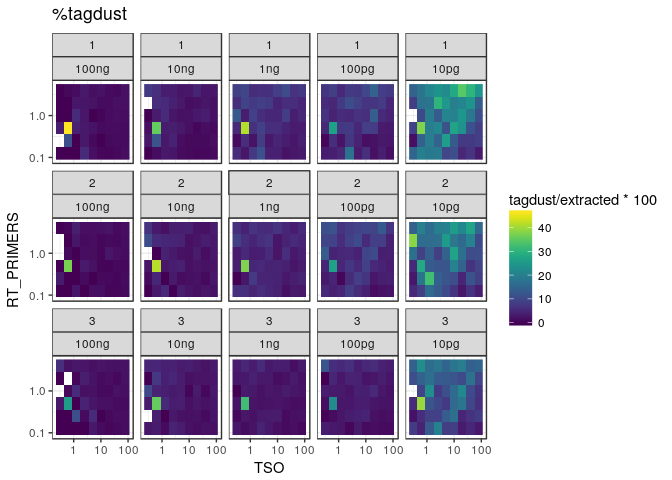 %tagdust
1 1 1 1 1
100ng 10ng 1ng 100pg 10pg
1.0
0.1
2 2 2 2 2
100ng 10ng 1ng 100pg 10pg
1.0
0.1
3 3 3 3 3
100ng 10ng 1ng 100pg 10pg
1.0
0.1
1 10 100 1 10 100 1 10 100 1 10 100 1 10 100
TSO
RT_PRIMERS
tagdust/extracted * 100
40
30
20
10
0